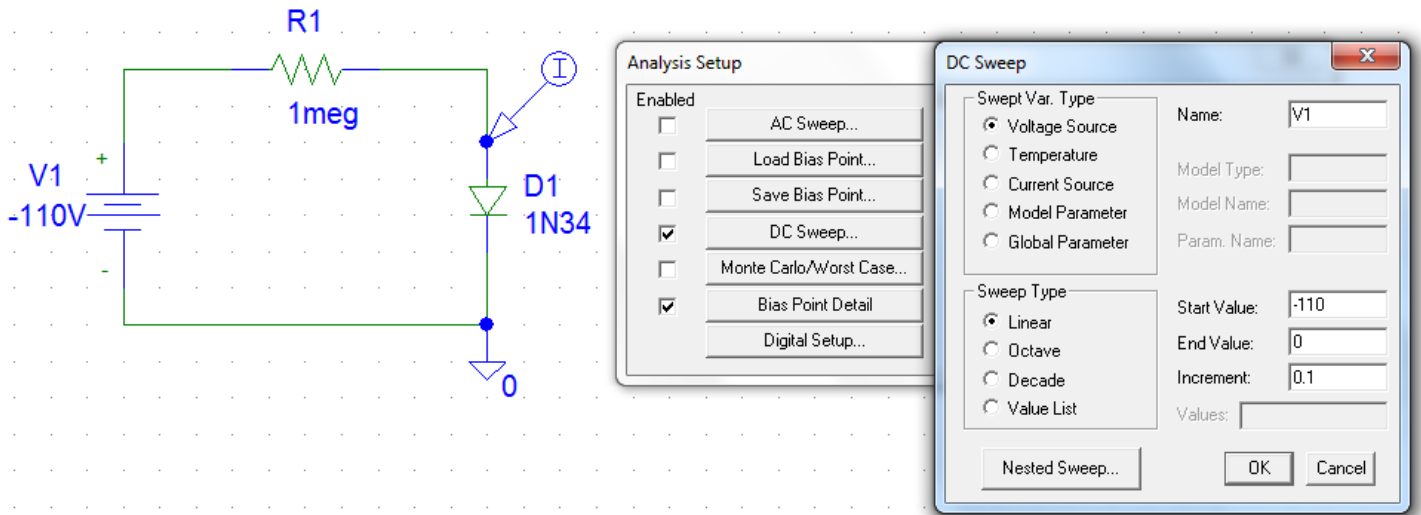 R1
1meg
I
+
V1
-110V
-
D1
1N34
0
Analysis Setup
Enabled
AC Sweep...
Load Bias Point...
Save Bias Point...
DC Sweep...
Monte Carlo/Worst Case...
Bias Point Detail
Digital Setup...
DC Sweep
X
Swept Var. Type
Voltage Source
Temperature
Current Source
Model Parameter
Global Parameter
Name: V1
Model Type:
Model Name:
Param. Name:
Sweep Type
Linear
Octave
Decade
Value List
Start Value: -110
End Value: 0
Increment: 0.1
Values:
Nested Sweep...
OK
Cancel